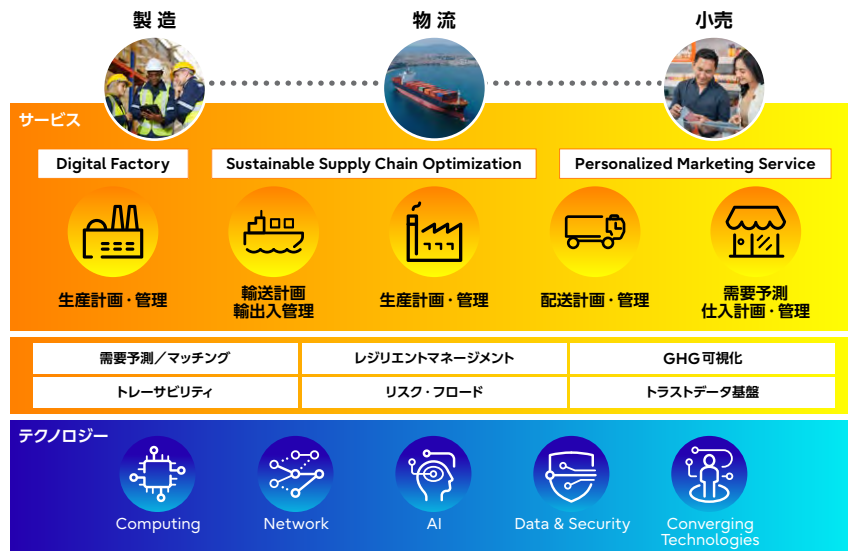 製造
物流
小売
サービス
Digital Factory
Sustainable Supply Chain Optimization
Personalized Marketing Service
生産計画・管理
輸送計画
輸出入管理
生産計画・管理
配送計画・管理
需要予測
仕入計画・管理
需要予測／マッチング
レジリエントマネージメント
GHG可視化
トレーサビリティ
リスク・フロード
トラストデータ基盤
テクノロジー
Computing
Network
AI
Data & Security
Converging
Technologies